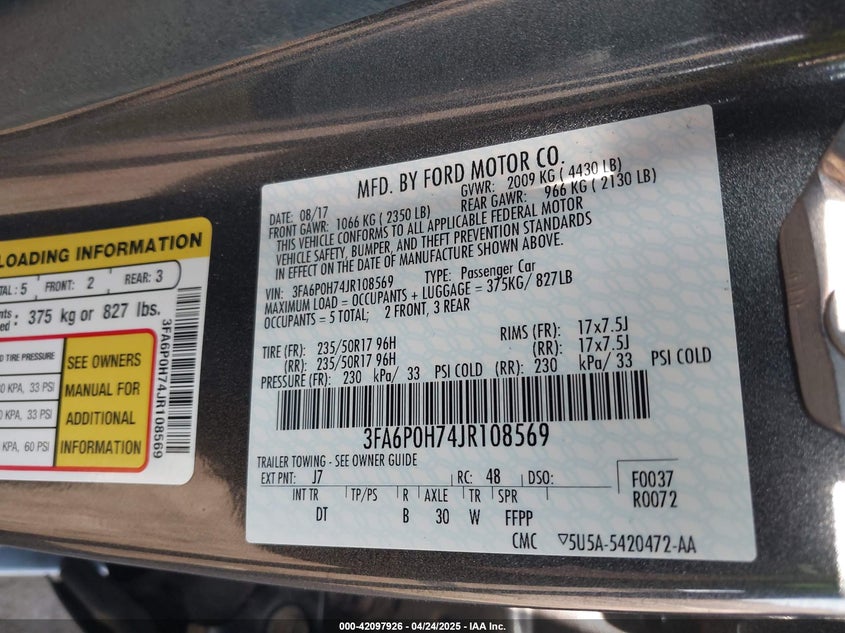 LOADING INFORMATION
: 5 FRONT: 2 REAR: 3
375 kg or 827 lbs.
TIRE PRESSURE
SEE OWNERS
MANUAL FOR
ADDITIONAL
INFORMATION
KPA, 33 PSI
KPA, 33 PSI
KPA, 60 PSI
3FA6P0H74JR108569
MFD. BY FORD MOTOR CO.
DATE: 08/17 GVWR: 2009 KG ( 4430 LB)
FRONT GAWR: 1066 KG ( 2350 LB) REAR GAWR: 966 KG ( 2130 LB)
THIS VEHICLE CONFORMS TO ALL APPLICABLE FEDERAL MOTOR
VEHICLE SAFETY, BUMPER, AND THEFT PREVENTION STANDARDS
IN EFFECT ON THE DATE OF MANUFACTURE SHOWN ABOVE.
VIN: 3FA6P0H74JR108569 TYPE: Passenger Car
MAXIMUM LOAD = OCCUPANTS + LUGGAGE = 375KG/ 827LB
OCCUPANTS = 5 TOTAL; 2 FRONT, 3 REAR
TIRE (FR): 235/50R17 96H RIMS (FR): 17x7.5J
(RR): 235/50R17 96H (RR): 17x7.5J
PRESSURE (FR): 230 kPa/ 33 PSI COLD (RR): 230 kPa/ 33 PSI COLD
3FA6P0H74JR108569
TRAILER TOWING - SEE OWNER GUIDE
EXT PNT: J7 RC: 48 DSO: F0037
INT TR TP/PS R AXLE TR SPR R0072
DT B 30 W FFPP
CMC ▽5U5A-5420472-AA
000-42097926 - 04/24/2025 - IAA Inc.